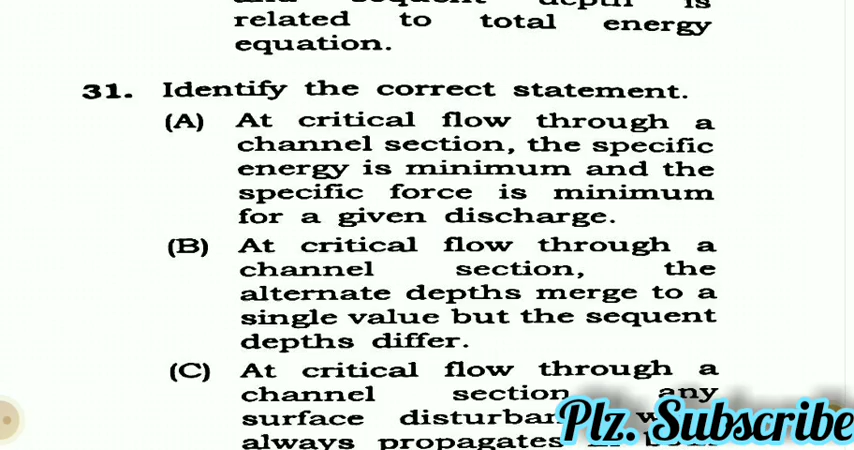 depth is
related to total energy
equation.
31. Identify the correct statement.
(A) At critical flow through a
channel section, the specific
energy is minimum and the
specific force is minimum
for a given discharge.
(B) At critical flow through a
channel section, the
alternate depths merge to a
single value but the sequent
depths differ.
(C) At critical flow through a
channel section any
surface
always propagates
Plz. Subscribe